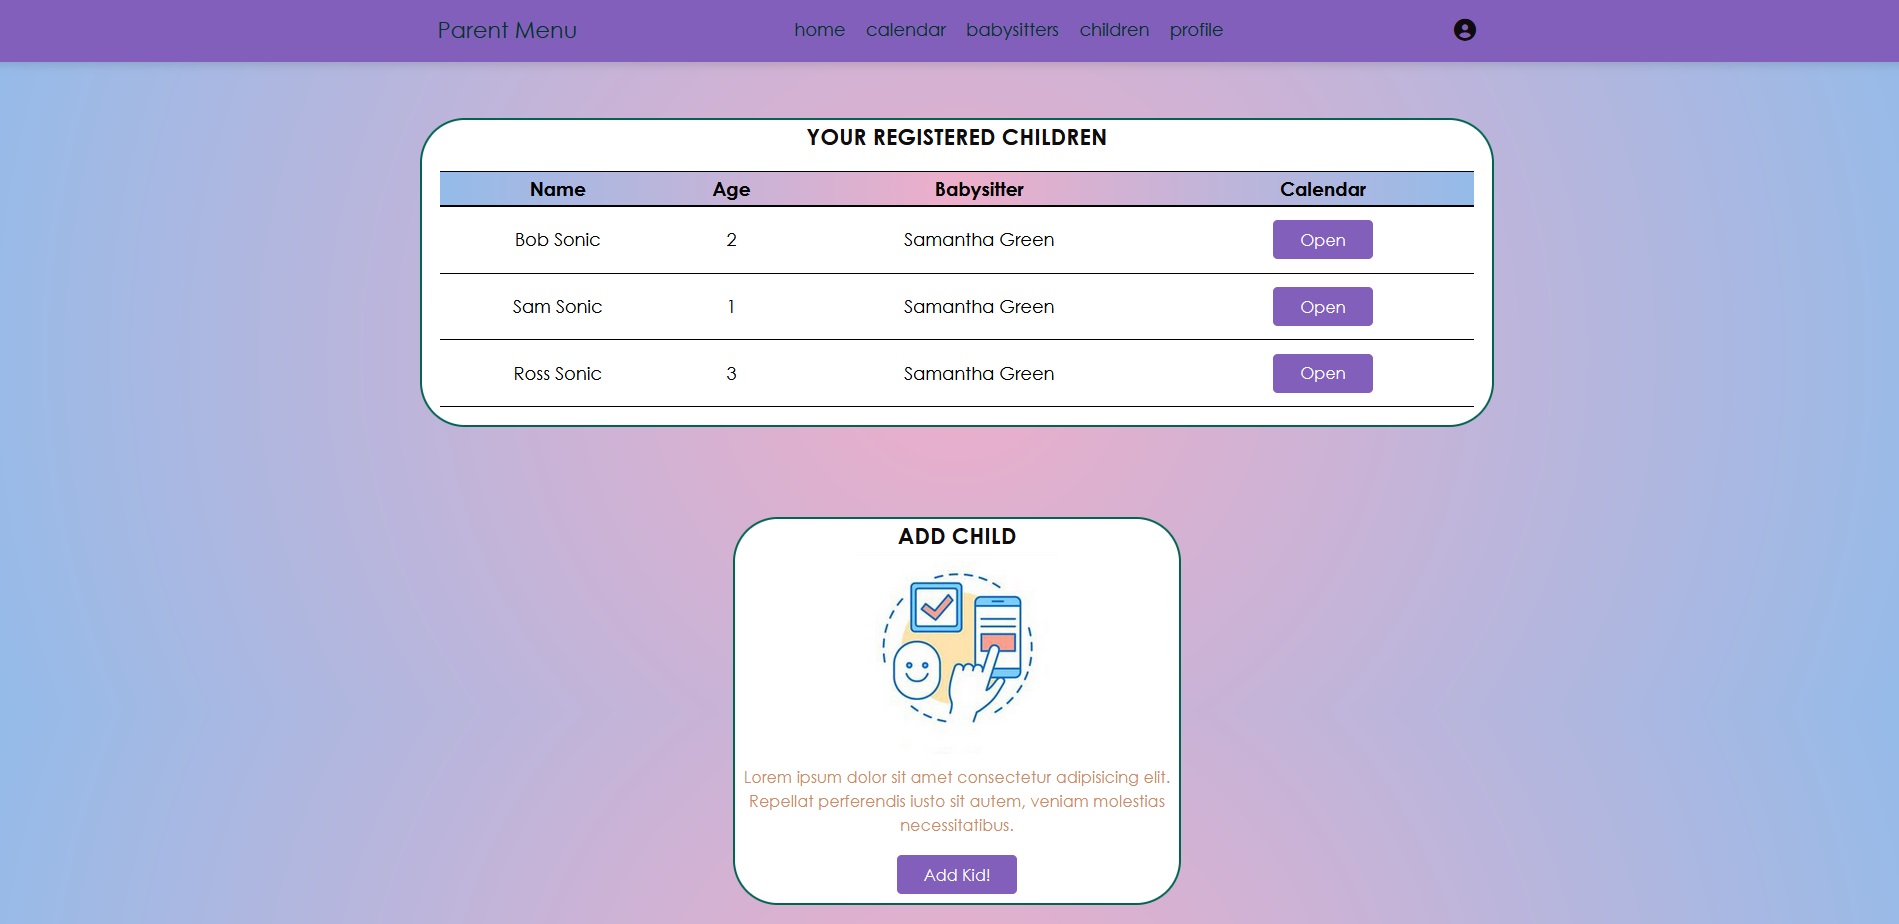 Parent Menu home calendar babysitters children profile
YOUR REGISTERED CHILDREN
Name Age Babysitter Calendar
Bob Sonic 2 Samantha Green Open
Sam Sonic 1 Samantha Green Open
Ross Sonic 3 Samantha Green Open
ADD CHILD
Lorem ipsum dolor sit amet consectetur adipisicing elit.
Repellat perferendis iusto sit autem, veniam molestias
necessitatibus.
Add Kid!